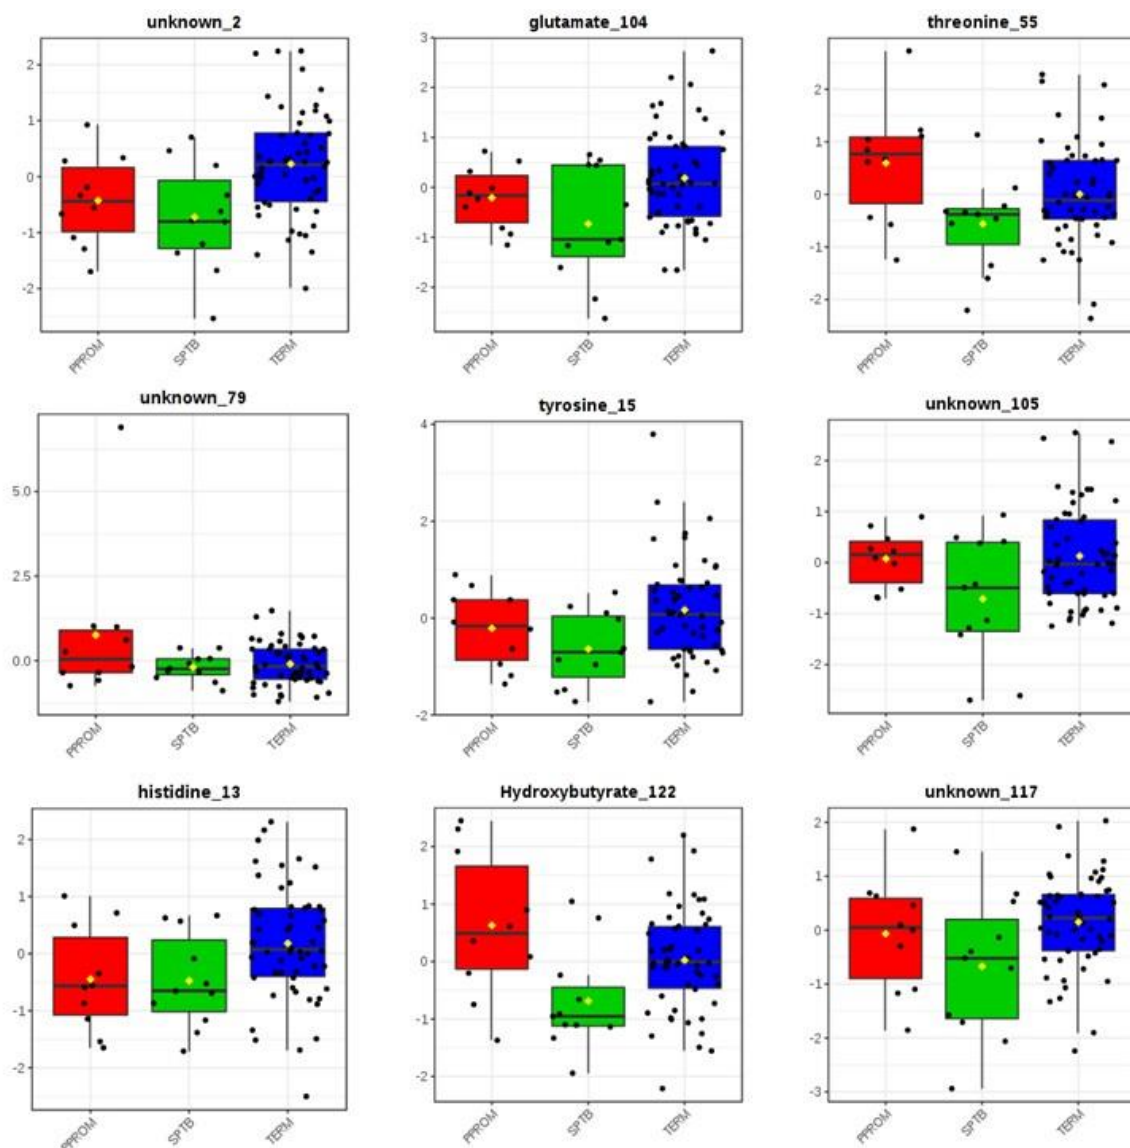 unknown_2
2
1
0
-1
-2
PPROM
SPTB
TERM
glutamate_104
3
2
1
0
-1
-2
PPROM
SPTB
TERM
threonine_55
2
1
0
-1
-2
PPROM
SPTB
TERM
unknown_79
5.0
2.5
0.0
PPROM
SPTB
TERM
tyrosine_15
4
2
0
-2
PPROM
SPTB
TERM
unknown_105
2
1
0
-1
-2
PPROM
SPTB
TERM
histidine_13
2
1
0
-1
-2
PPROM
SPTB
TERM
Hydroxybutyrate_122
2
1
0
-1
-2
PPROM
SPTB
TERM
unknown_117
2
1
0
-1
-2
-3
PPROM
SPTB
TERM